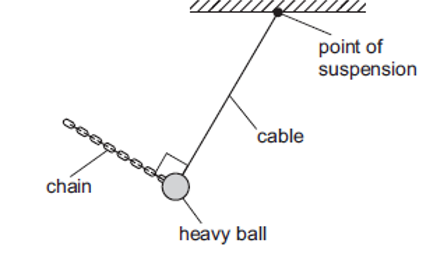 point of
suspension
cable
chain
heavy ball